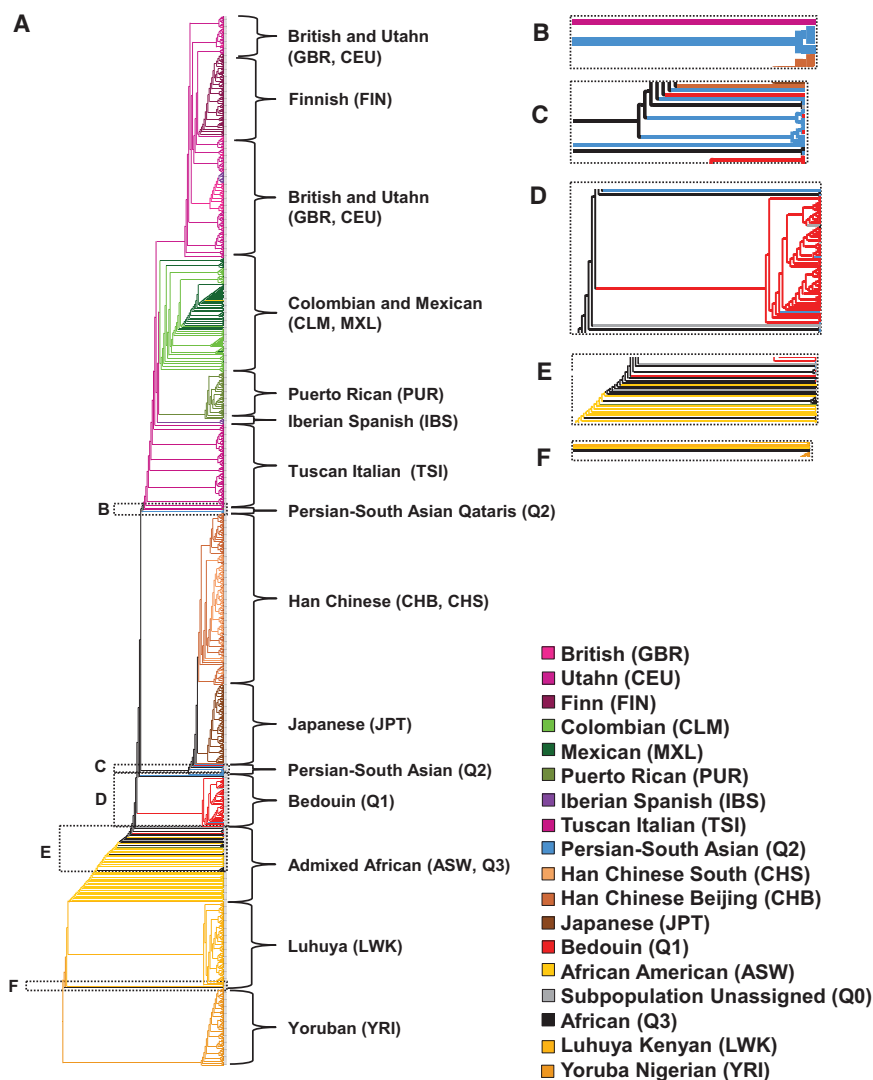 A
British and Utahn
(GBR, CEU)
Finnish (FIN)
British and Utahn
(GBR, CEU)
Colombian and Mexican
(CLM, MXL)
Puerto Rican (PUR)
Iberian Spanish (IBS)
Tuscan Italian (TSI)
B
Persian-South Asian Qataris (Q2)
Han Chinese (CHB, CHS)
Japanese (JPT)
C
Persian-South Asian (Q2)
D
Bedouin (Q1)
E
Admixed African (ASW, Q3)
Luhuya (LWK)
F
Yoruban (YRI)
B
C
D
E
F
British (GBR)
Utahn (CEU)
Finn (FIN)
Colombian (CLM)
Mexican (MXL)
Puerto Rican (PUR)
Iberian Spanish (IBS)
Tuscan Italian (TSI)
Persian-South Asian (Q2)
Han Chinese South (CHS)
Han Chinese Beijing (CHB)
Japanese (JPT)
Bedouin (Q1)
African American (ASW)
Subpopulation Unassigned (Q0)
African (Q3)
Luhuya Kenyan (LWK)
Yoruba Nigerian (YRI)